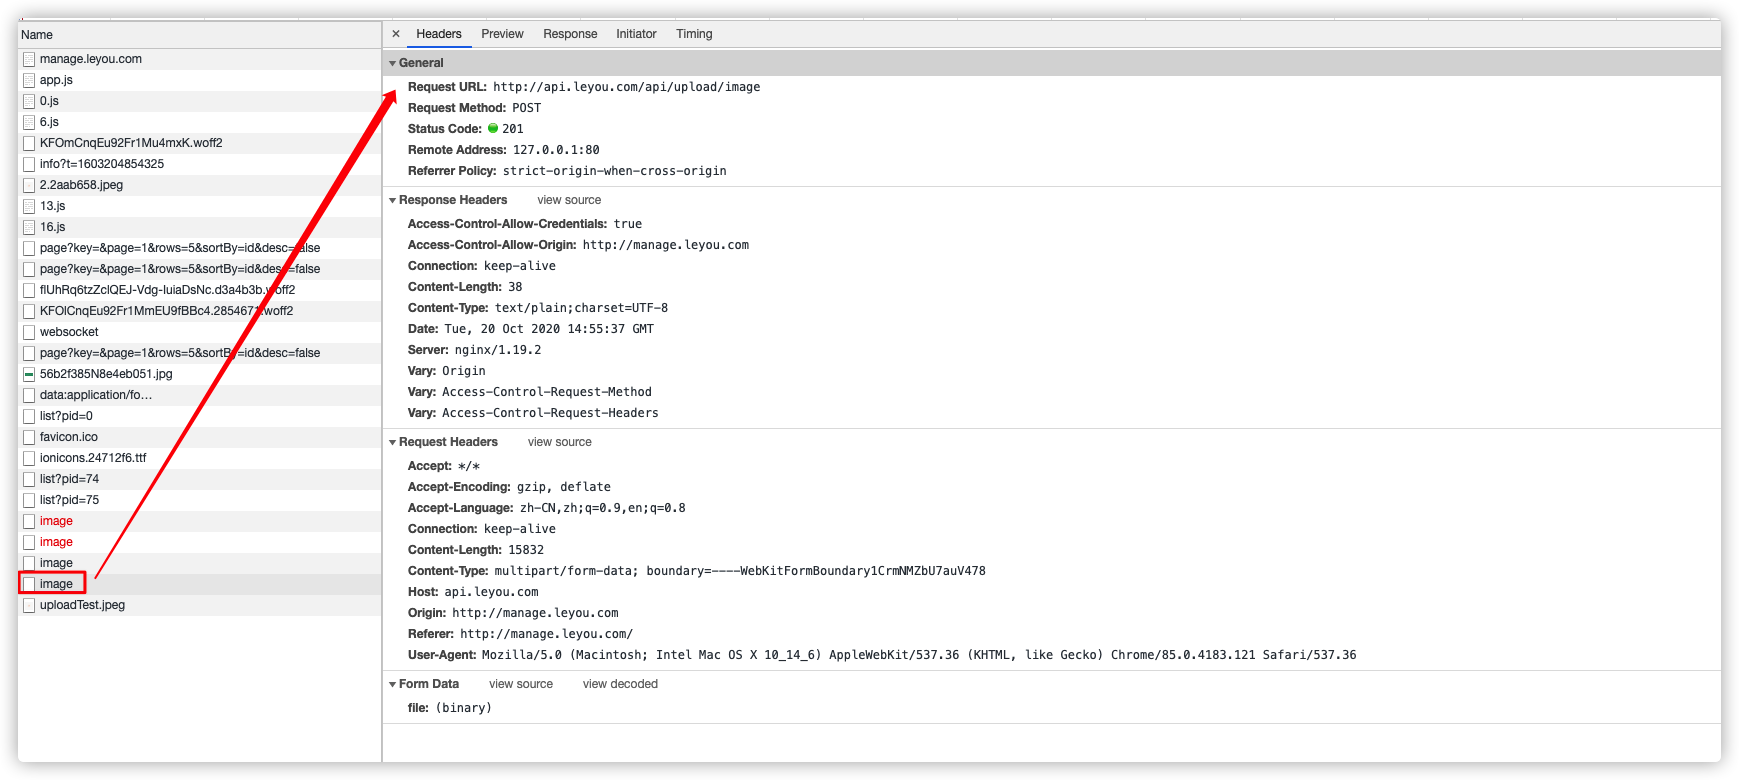 Name
manage.leyou.com
app.js
0.js
6.js
KFOmCnqEu92Fr1Mu4mxK.woff2
info?t=1603204854325
2.2aab658.jpeg
13.js
16.js
page?key=&page=1&rows=5&sortBy=id&desc=false
page?key=&page=1&rows=5&sortBy=id&desc=false
flUhRq6tzZclQEJ-Vdg-IuiaDsNc.d3a4b3b.woff2
KFOlCnqEu92Fr1MmEU9fBBc4.2854671.woff2
websocket
page?key=&page=1&rows=5&sortBy=id&desc=false
56b2f385N8e4eb051.jpg
data:application/fo…
list?pid=0
favicon.ico
ionicons.24712f6.ttf
list?pid=74
list?pid=75
image
image
image
image
uploadTest.jpeg
× Headers Preview Response Initiator Timing
General
Request URL: http://api.leyou.com/api/upload/image
Request Method: POST
Status Code: 201
Remote Address: 127.0.0.1:80
Referrer Policy: strict-origin-when-cross-origin
Response Headers view source
Access-Control-Allow-Credentials: true
Access-Control-Allow-Origin: http://manage.leyou.com
Connection: keep-alive
Content-Length: 38
Content-Type: text/plain;charset=UTF-8
Date: Tue, 20 Oct 2020 14:55:37 GMT
Server: nginx/1.19.2
Vary: Origin
Vary: Access-Control-Request-Method
Vary: Access-Control-Request-Headers
Request Headers view source
Accept: */*
Accept-Encoding: gzip, deflate
Accept-Language: zh-CN,zh;q=0.9,en;q=0.8
Connection: keep-alive
Content-Length: 15832
Content-Type: multipart/form-data; boundary=----WebKitFormBoundary1CrmNMZbU7auV478
Host: api.leyou.com
Origin: http://manage.leyou.com
Referer: http://manage.leyou.com/
User-Agent: Mozilla/5.0 (Macintosh; Intel Mac OS X 10_14_6) AppleWebKit/537.36 (KHTML, like Gecko) Chrome/85.0.4183.121 Safari/537.36
Form Data view source view decoded
file: (binary)